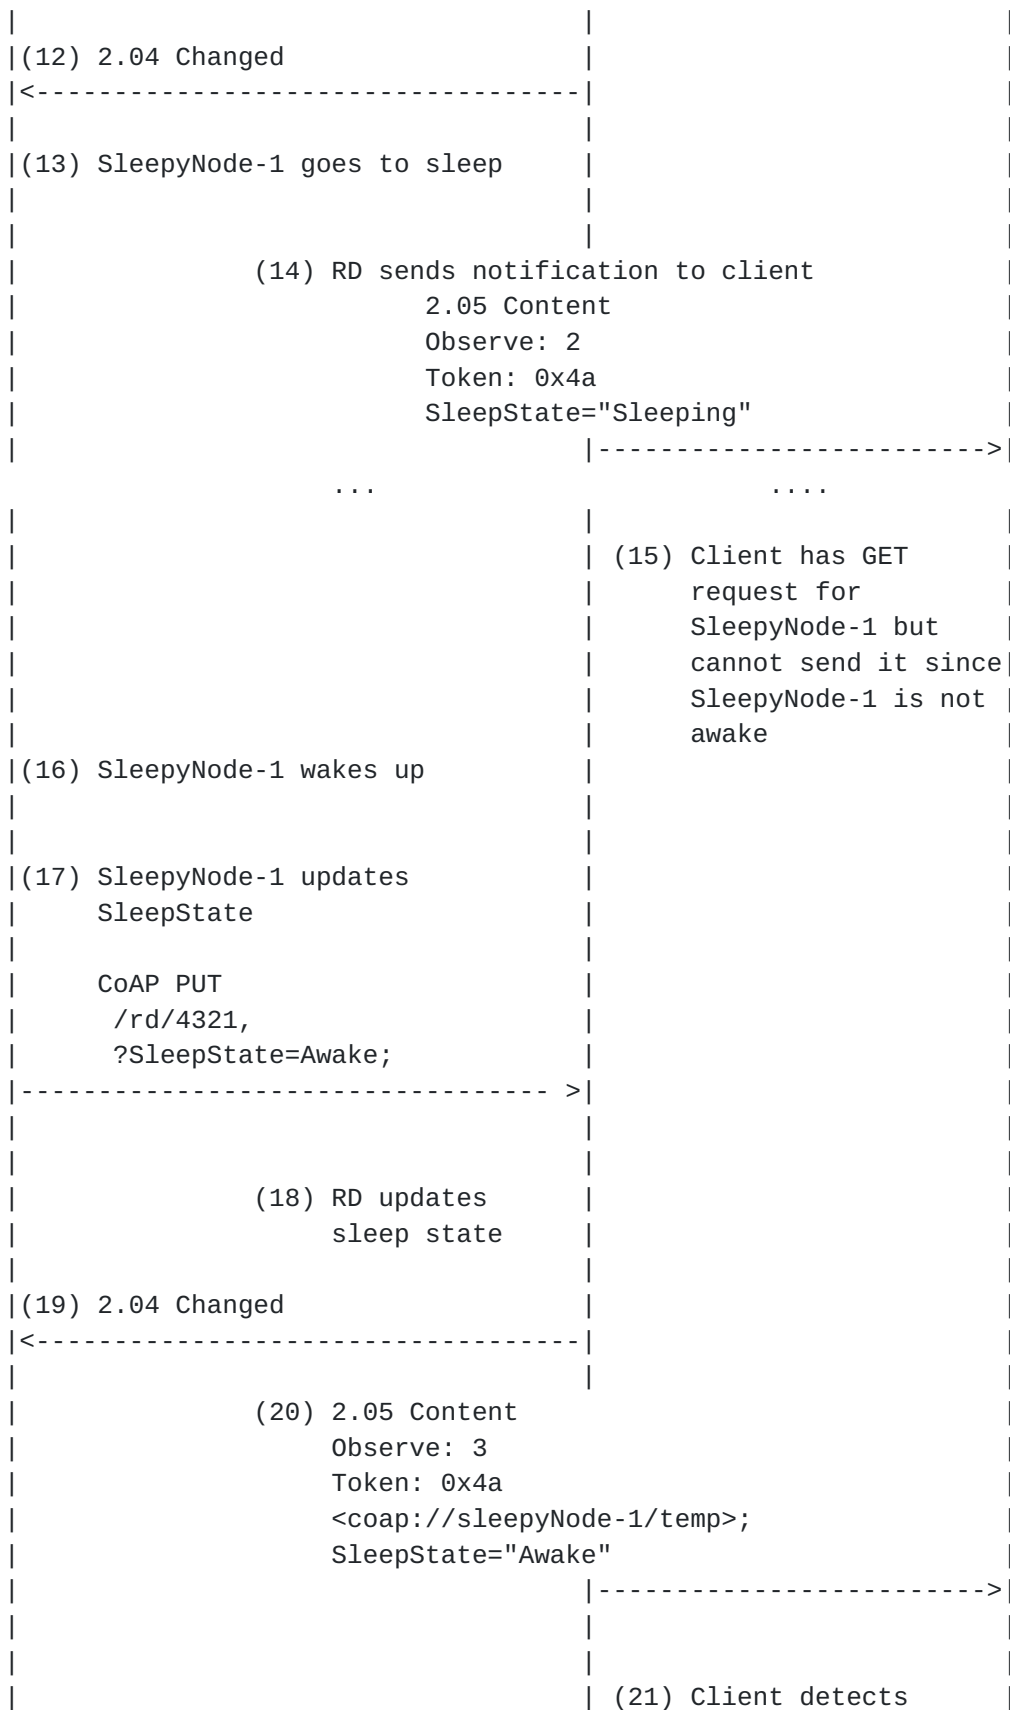 |                                    |                          |
|(12) 2.04 Changed                   |                          |
|<-----------------------------------|                          |
|                                    |                          |
|(13) SleepyNode-1 goes to sleep     |                          |
|                                    |                          |
|                                    |                          |
|               (14) RD sends notification to client            |
|                          2.05 Content                         |
|                          Observe: 2                           |
|                          Token: 0x4a                          |
|                          SleepState="Sleeping"                |
|                                    |------------------------->|
                    ...                         ....
|                                    |                          |
|                                    | (15) Client has GET      |
|                                    |      request for         |
|                                    |      SleepyNode-1 but    |
|                                    |      cannot send it since|
|                                    |      SleepyNode-1 is not |
|                                    |      awake               |
|(16) SleepyNode-1 wakes up          |                          |
|                                    |                          |
|                                    |                          |
|(17) SleepyNode-1 updates           |                          |
|     SleepState                     |                          |
|                                    |                          |
|     CoAP PUT                       |                          |
|      /rd/4321,                     |                          |
|      ?SleepState=Awake;            |                          |
|---------------------------------- >|                          |
|                                    |                          |
|                                    |                          |
|               (18) RD updates      |                          |
|                    sleep state     |                          |
|                                    |                          |
|(19) 2.04 Changed                   |                          |
|<-----------------------------------|                          |
|                                    |                          |
|               (20) 2.05 Content                               |
|                    Observe: 3                                 |
|                    Token: 0x4a                                |
|                    <coap://sleepyNode-1/temp>;                |
|                    SleepState="Awake"                         |
|                                    |------------------------->|
|                                    |                          |
|                                    |                          |
|                                    | (21) Client detects      |